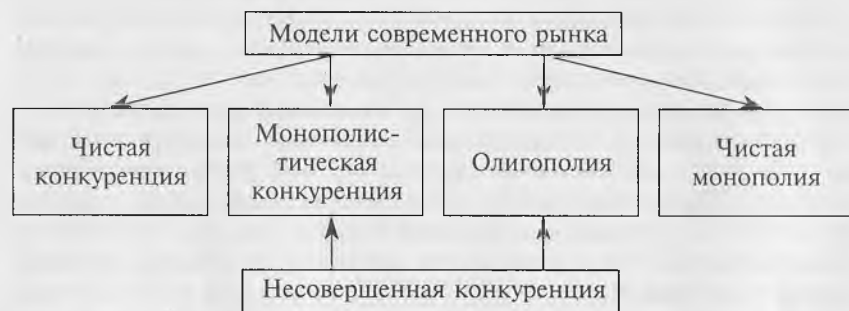 Модели современного рынка
Чистая
конкуренция
Монополис-
тическая
конкуренция
Олигополия
Чистая
монополия
Несовершенная конкуренция